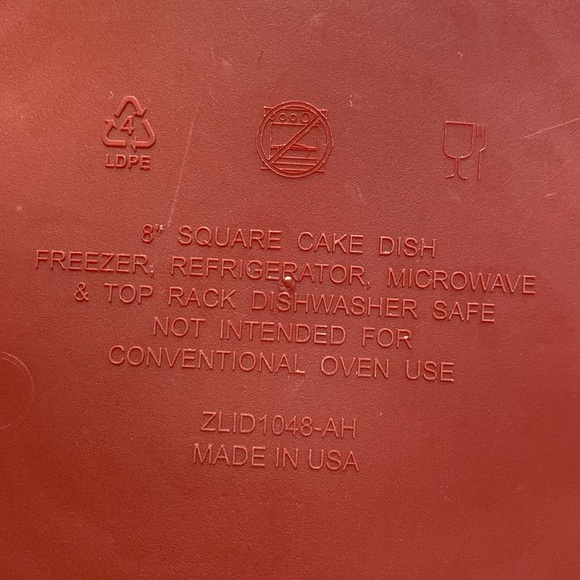 4
LDPE
8" SQUARE CAKE DISH
FREEZER, REFRIGERATOR, MICROWAVE
& TOP RACK DISHWASHER SAFE
NOT INTENDED FOR
CONVENTIONAL OVEN USE
ZLID1048-AH
MADE IN USA